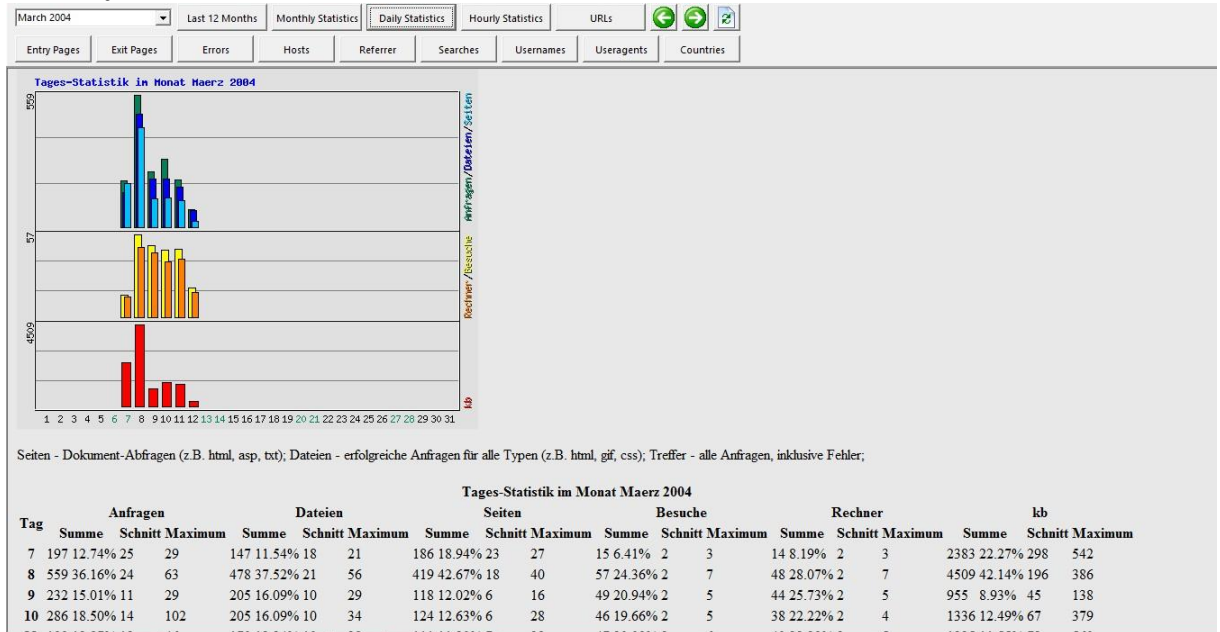 March 2004 Last 12 Months Monthly Statistics Daily Statistics Hourly Statistics URLs
Entry Pages Exit Pages Errors Hosts Referrer Searches Usernames Useragents Countries
Tages-Statistik im Monat Maerz 2004
559
Anfragen/Dateien/Seiten
57
Rechner/Besuche
4509
kb
1 2 3 4 5 6 7 8 9 10 11 12 13 14 15 16 17 18 19 20 21 22 23 24 25 26 27 28 29 30 31
Seiten - Dokument-Abfragen (z.B. html, asp, txt); Dateien - erfolgreiche Anfragen für alle Typen (z.B. html, gif, css); Treffer - alle Anfragen, inklusive Fehler;
Tages-Statistik im Monat Maerz 2004
Tag Anfragen Dateien Seiten Besuche Rechner kb
Summe Schnitt Maximum Summe Schnitt Maximum Summe Schnitt Maximum Summe Schnitt Maximum Summe Schnitt Maximum Summe Schnitt Maximum
7 197 12.74% 25 29 147 11.54% 18 21 186 18.94% 23 27 15 6.41% 2 3 14 8.19% 2 3 2383 22.27% 298 542
8 559 36.16% 24 63 478 37.52% 21 56 419 42.67% 18 40 57 24.36% 2 7 48 28.07% 2 7 4509 42.14% 196 386
9 232 15.01% 11 29 205 16.09% 10 29 118 12.02% 6 16 49 20.94% 2 5 44 25.73% 2 5 955 8.93% 45 138
10 286 18.50% 14 102 205 16.09% 10 34 124 12.63% 6 28 46 19.66% 2 5 38 22.22% 2 4 1336 12.49% 67 379